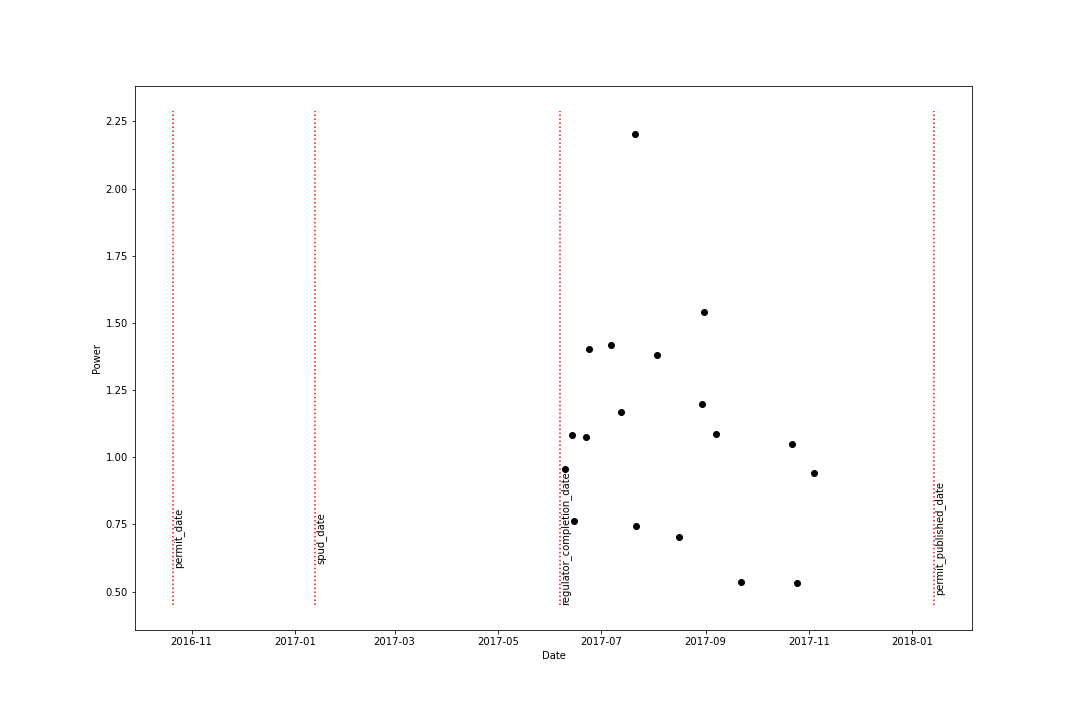 2.25
2.00
1.75
1.50
1.25
1.00
0.75
0.50
Power
permit_date
spud_date
regulator_completion_date
permit_published_date
2016-11
2017-01
2017-03
2017-05
2017-07
2017-09
2017-11
2018-01
Date